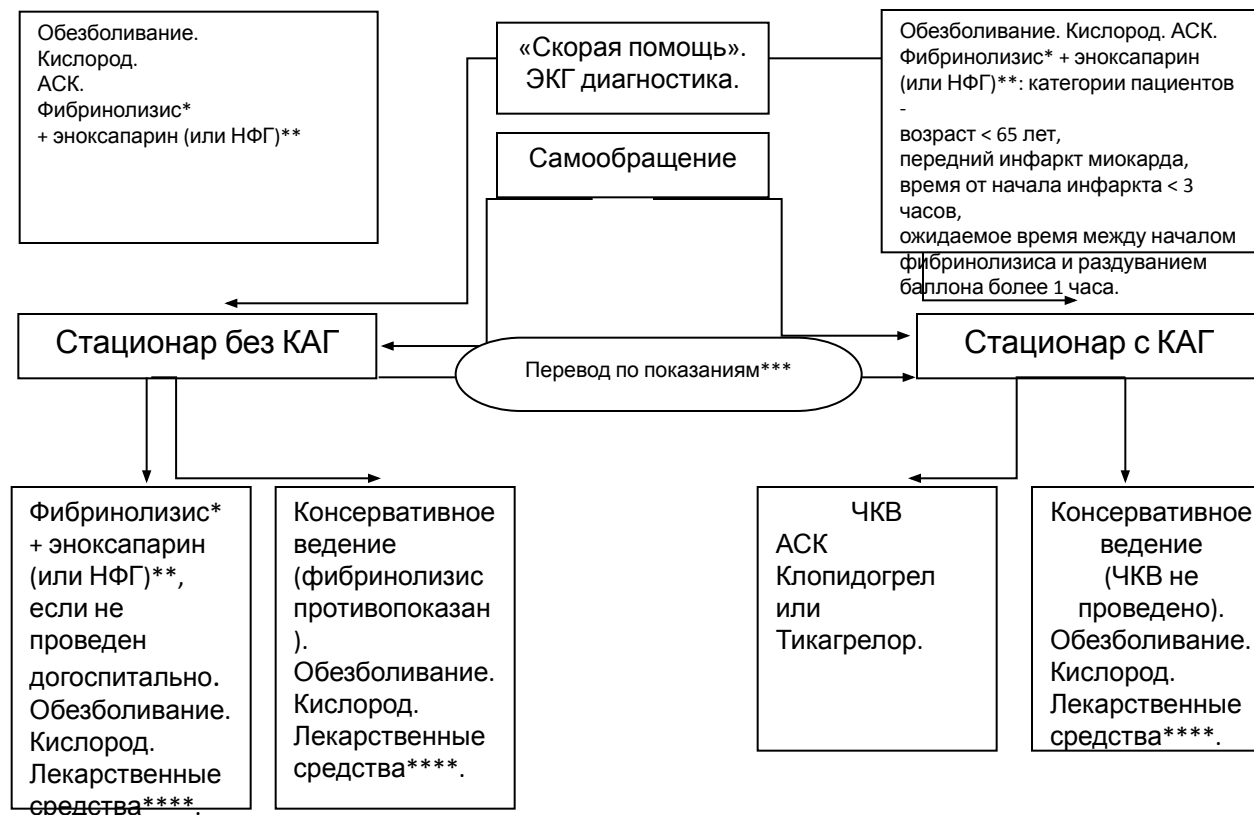 Обезболивание.
Кислород.
АСК.
Фибринолизис*
+ эноксапарин (или НФГ)**
«Скорая помощь».
ЭКГ диагностика.
Обезболивание. Кислород. АСК.
Фибринолизис* + эноксапарин
(или НФГ)**: категории пациентов
-
возраст < 65 лет,
передний инфаркт миокарда,
время от начала инфаркта < 3
часов,
ожидаемое время между началом
фибринолизиса и раздуванием
баллона более 1 часа.
Самообращение
Стационар без КАГ
Перевод по показаниям***
Стационар с КАГ
Фибринолизис*
+ эноксапарин
(или НФГ)**,
если не
проведен
догоспитально.
Обезболивание.
Кислород.
Лекарственные
средства****.
Консервативное
ведение
(фибринолизис
противопоказан
).
Обезболивание.
Кислород.
Лекарственные
средства****.
ЧКВ
АСК
Клопидогрел
или
Тикагрелор.
Консервативное
ведение
(ЧКВ не
проведено).
Обезболивание.
Кислород.
Лекарственные
средства****.